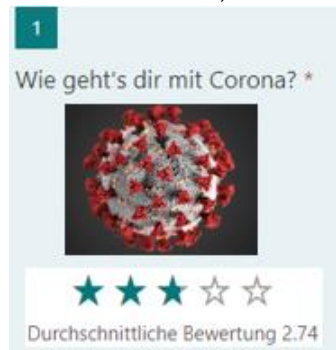 1
Wie geht's dir mit Corona? *
Durchschnittliche Bewertung 2.74